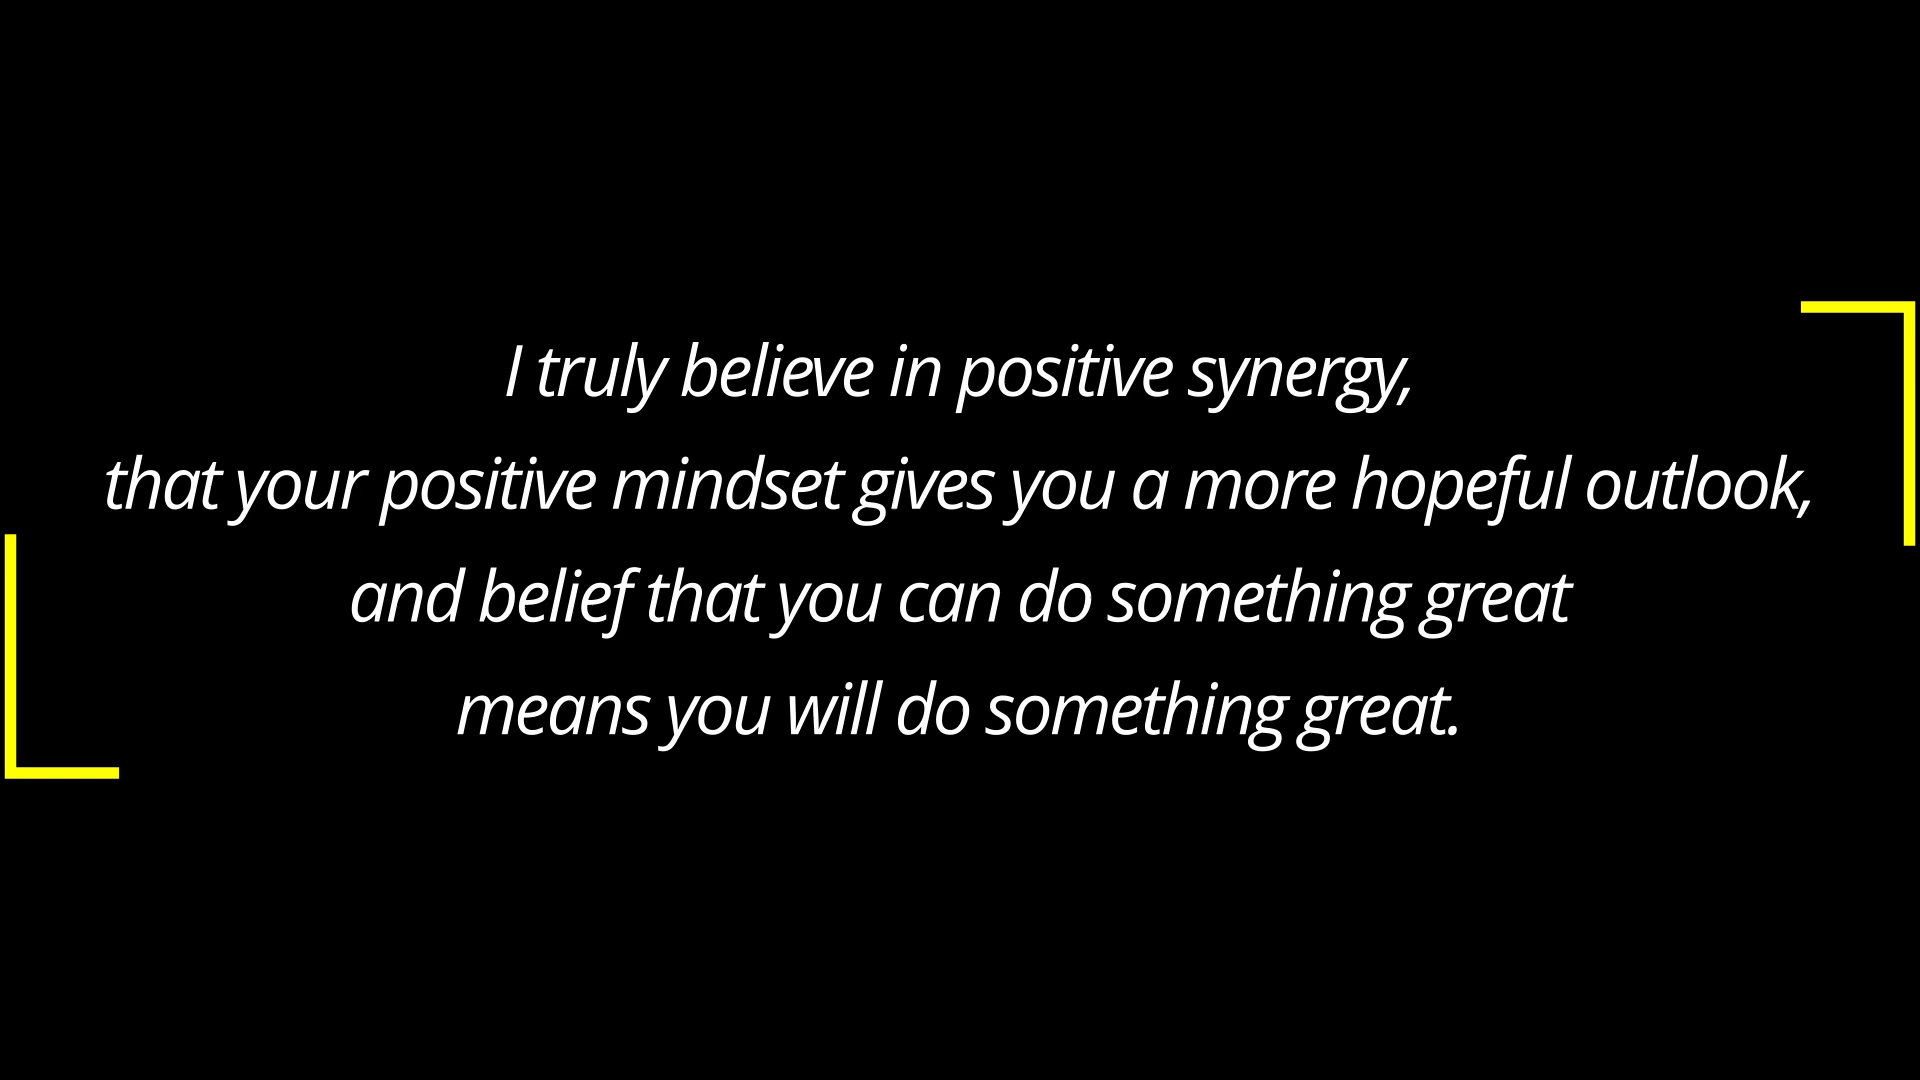 I truly believe in positive synergy,
that your positive mindset gives you a more hopeful outlook,
and belief that you can do something great
means you will do something great.